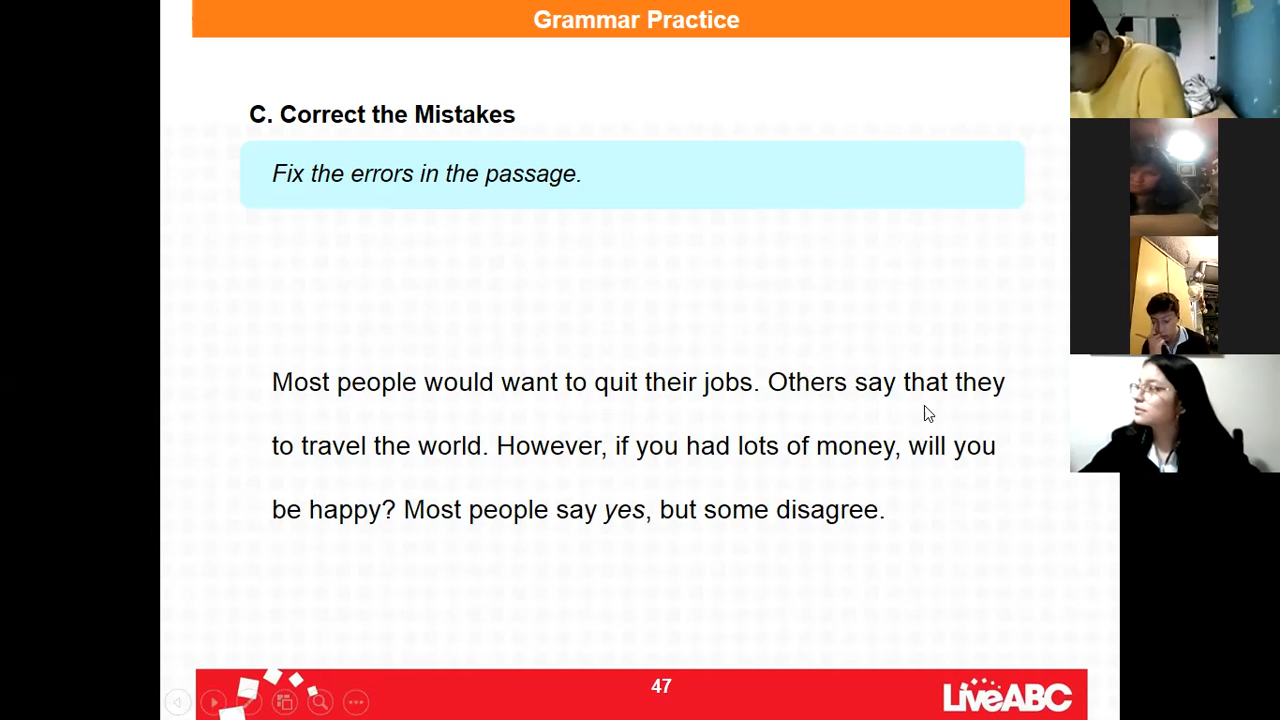 Grammar Practice
C. Correct the Mistakes
Fix the errors in the passage.
Most people would want to quit their jobs. Others say that they
to travel the world. However, if you had lots of money, will you
be happy? Most people say yes, but some disagree.
47
LiveABC